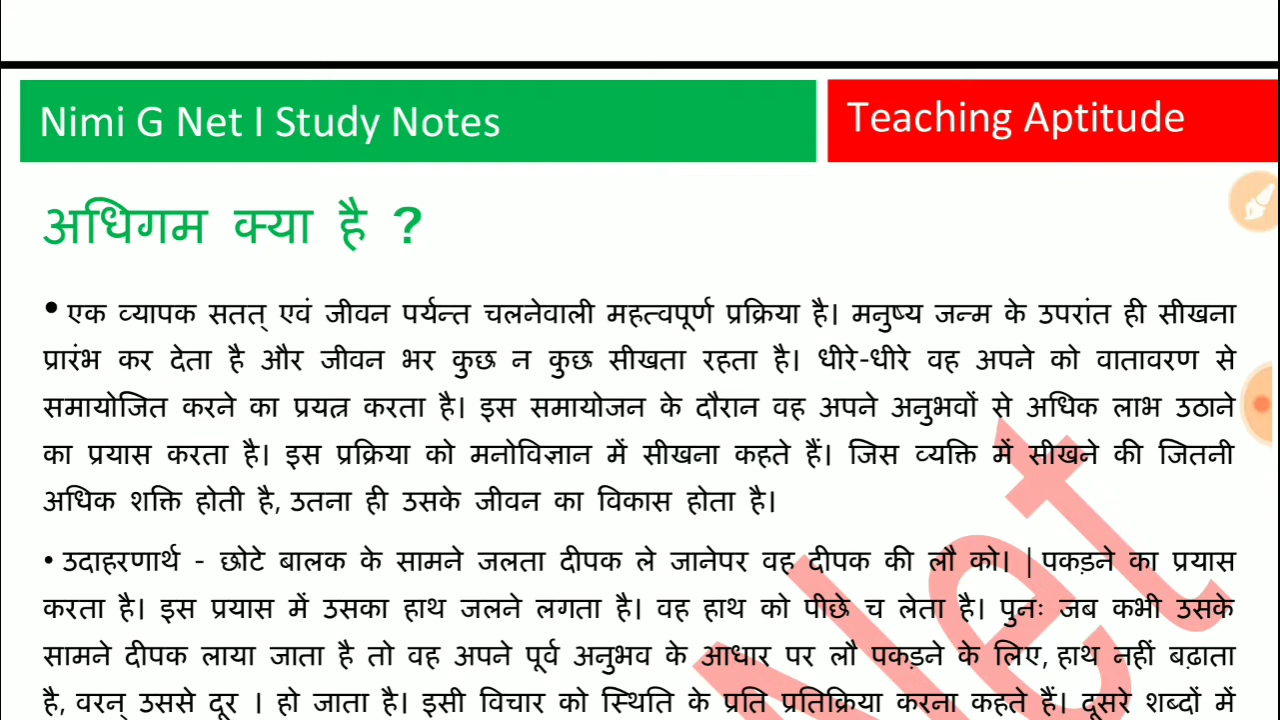 Nimi G Net I Study Notes
Teaching Aptitude
अधिगम क्या है ?
• एक व्यापक सतत् एवं जीवन पर्यन्त चलनेवाली महत्वपूर्ण प्रक्रिया है। मनुष्य जन्म के उपरांत ही सीखना
प्रारंभ कर देता है और जीवन भर कुछ न कुछ सीखता रहता है। धीरे-धीरे वह अपने को वातावरण से
समायोजित करने का प्रयत्न करता है। इस समायोजन के दौरान वह अपने अनुभवों से अधिक लाभ उठाने
का प्रयास करता है। इस प्रक्रिया को मनोविज्ञान में सीखना कहते हैं। जिस व्यक्ति में सीखने की जितनी
अधिक शक्ति होती है, उतना ही उसके जीवन का विकास होता है।
• उदाहरणार्थ - छोटे बालक के सामने जलता दीपक ले जानेपर वह दीपक की लौ को। | पकड़ने का प्रयास
करता है। इस प्रयास में उसका हाथ जलने लगता है। वह हाथ को पीछे च लेता है। पुनः जब कभी उसके
सामने दीपक लाया जाता है तो वह अपने पूर्व अनुभव के आधार पर लौ पकड़ने के लिए, हाथ नहीं बढ़ाता
है, वरन् उससे दूर । हो जाता है। इसी विचार को स्थिति के प्रति प्रतिक्रिया करना कहते हैं। दूसरे शब्दों में
Net